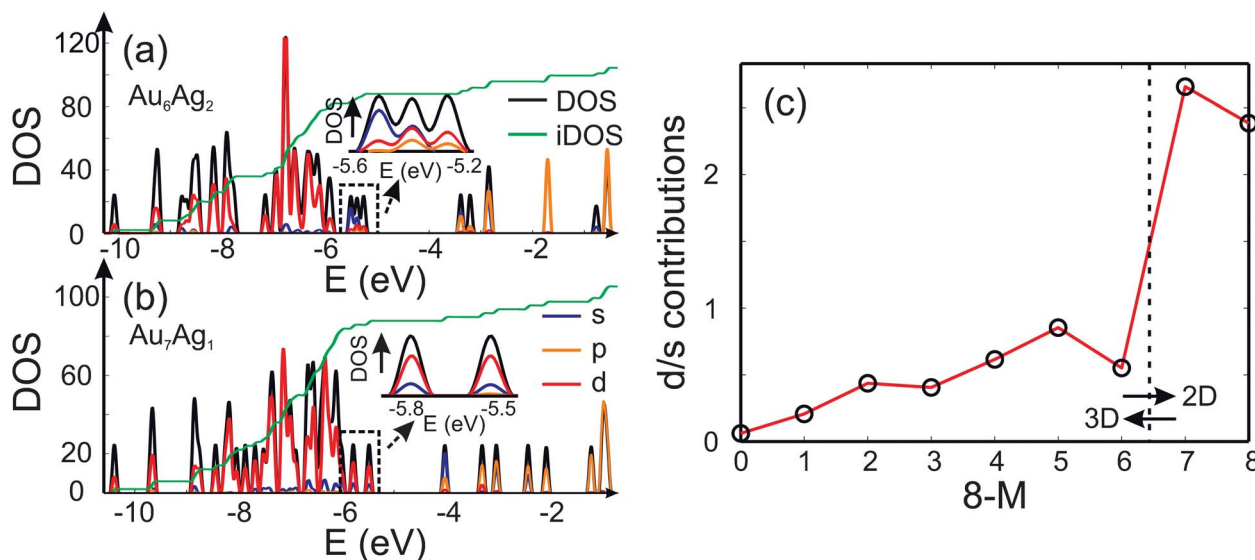 (a)
Au6Ag2
DOS
120
80
40
0
-10
-8
-6
-4
-2
E (eV)
DOS
iDOS
DOS
-5.6
-5.2
E (eV)
(b)
Au7Ag1
DOS
100
60
20
0
-10
-8
-6
-4
-2
E (eV)
s
p
d
DOS
-5.8
-5.5
E (eV)
(c)
d/s contributions
2
1
0
0 1 2 3 4 5 6 7 8
8-M
2D
3D